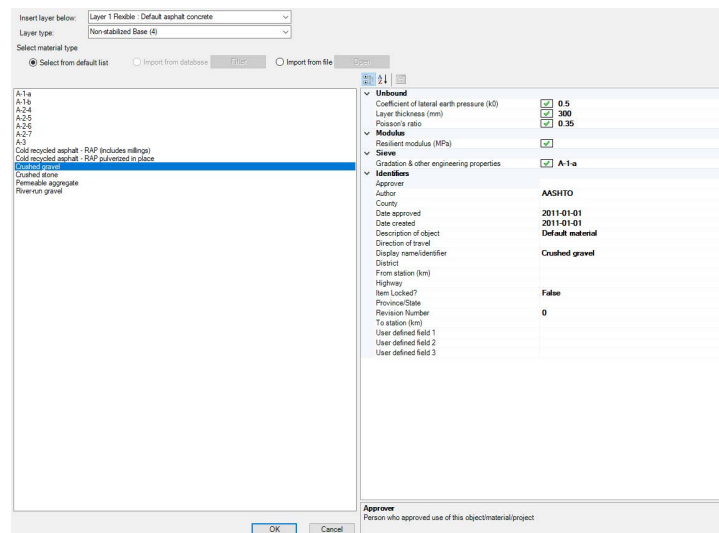 Insert layer below: Layer 1 Flexible : Default asphalt concrete
Layer type: Non-stabilized Base (4)
Select material type
Select from default list Import from database Filter Import from file Open
A-1-a
A-1-b
A-2-4
A-2-5
A-2-6
A-2-7
A-3
Cold recycled asphalt - RAP (includes millings)
Cold recycled asphalt - RAP pulverized in place
Crushed gravel
Crushed stone
Permeable aggregate
River-run gravel
Unbound
Coefficient of lateral earth pressure (k0) 0.5
Layer thickness (mm) 300
Poisson's ratio 0.35
Modulus
Resilient modulus (MPa)
Sieve
Gradation & other engineering properties A-1-a
Identifiers
Approver
Author AASHTO
County
Date approved 2011-01-01
Date created 2011-01-01
Description of object Default material
Direction of travel
Display name/identifier Crushed gravel
District
From station (km)
Highway
Item Locked? False
Province/State
Revision Number 0
To station (km)
User defined field 1
User defined field 2
User defined field 3
Approver
Person who approved use of this object/material/project
OK Cancel